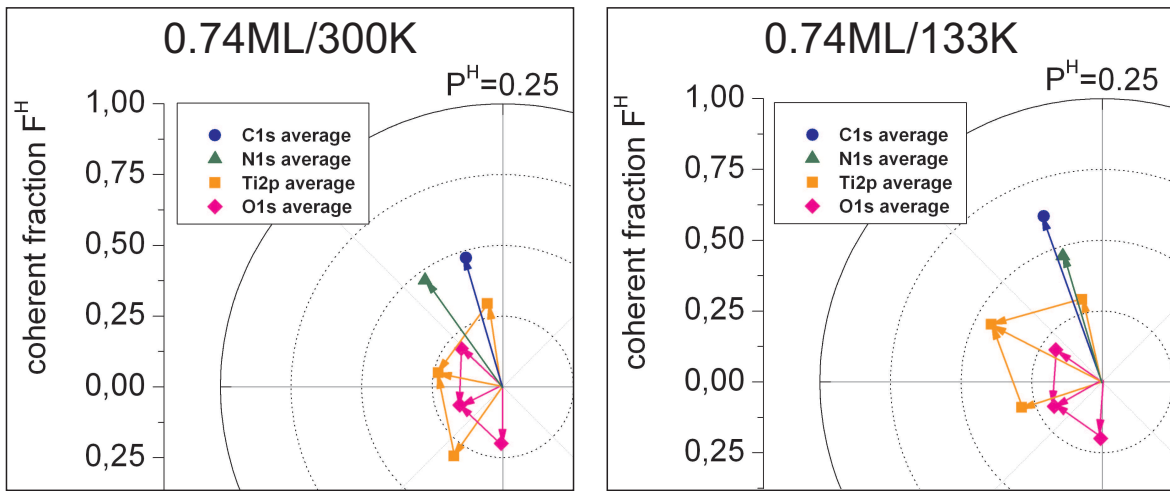 0.74ML/300K
P^H=0.25
coherent fraction F^H
1,00
0,75
0,50
0,25
0,00
0,25
C1s average
N1s average
Ti2p average
O1s average
0.74ML/133K
P^H=0.25
coherent fraction F^H
1,00
0,75
0,50
0,25
0,00
0,25
C1s average
N1s average
Ti2p average
O1s average